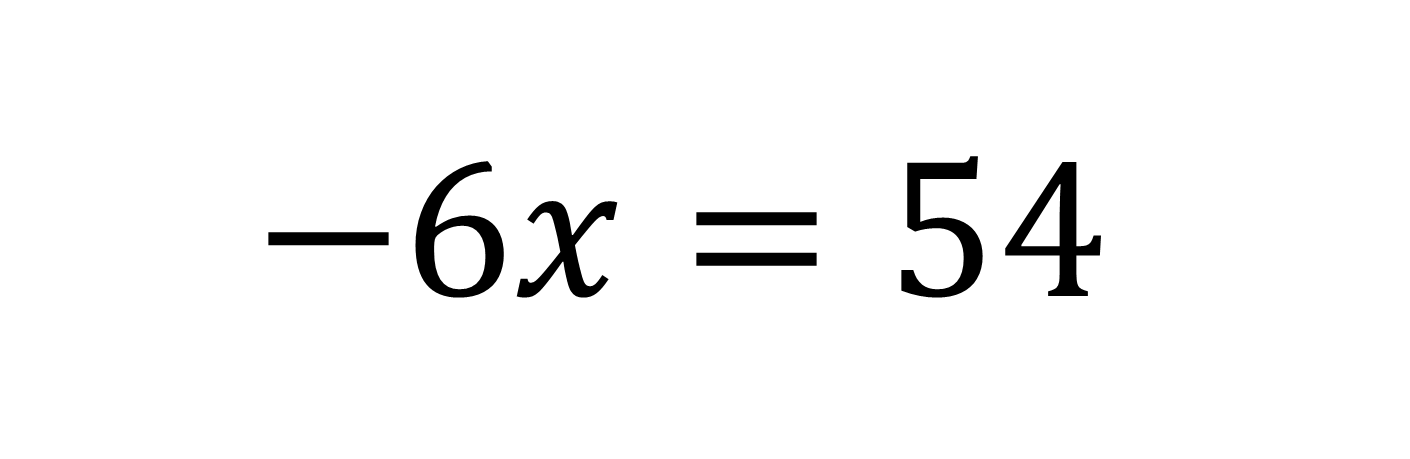 −6x = 54